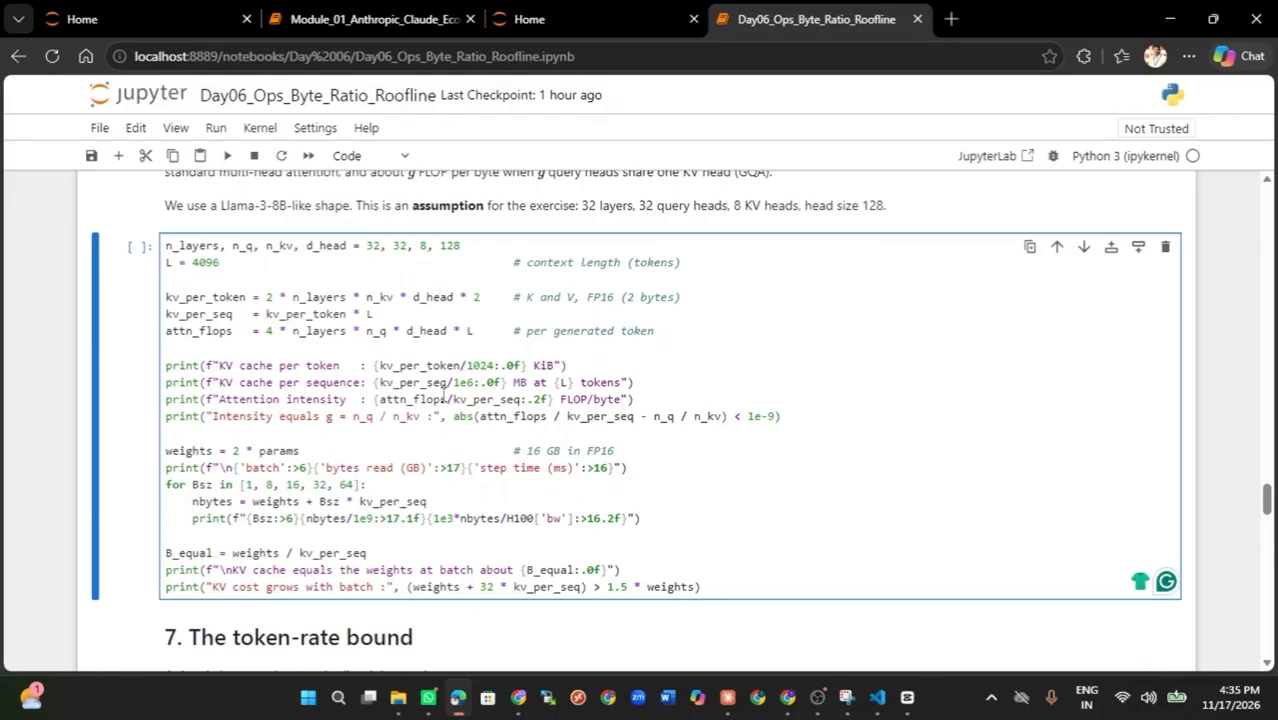 Home
Module_01_Anthropic_Claude_Eco
Home
Day06_Ops_Byte_Ratio_Roofline
localhost:8889/notebooks/Day%2006/Day06_Ops_Byte_Ratio_Roofline.ipynb
Chat
jupyter Day06_Ops_Byte_Ratio_Roofline Last Checkpoint: 1 hour ago
File Edit View Run Kernel Settings Help
Not Trusted
Code
JupyterLab
Python 3 (ipykernel)
standard multi-head attention, and about g FLOP per byte when g query heads share one KV head (GQA).
We use a Llama-3-8B-like shape. This is an assumption for the exercise: 32 layers, 32 query heads, 8 KV heads, head size 128.
[ ]:
n_layers, n_q, n_kv, d_head = 32, 32, 8, 128
L = 4096 # context length (tokens)
kv_per_token = 2 * n_layers * n_kv * d_head * 2 # K and V, FP16 (2 bytes)
kv_per_seq = kv_per_token * L
attn_flops = 4 * n_layers * n_q * d_head * L # per generated token
print(f"KV cache per token : {kv_per_token/1024:.0f} KiB")
print(f"KV cache per sequence: {kv_per_seq/1e6:.0f} MB at {L} tokens")
print(f"Attention intensity : {attn_flops/kv_per_seq:.2f} FLOP/byte")
print("Intensity equals g = n_q / n_kv :", abs(attn_flops / kv_per_seq - n_q / n_kv) < 1e-9)
weights = 2 * params # 16 GB in FP16
print(f"\n{'batch':>6}{'bytes read (GB)':>17}{'step time (ms)':>16}")
for Bsz in [1, 8, 16, 32, 64]:
nbytes = weights + Bsz * kv_per_seq
print(f"{Bsz:>6}{nbytes/1e9:>17.1f}{1e3*nbytes/H100['bw']:>16.2f}")
B_equal = weights / kv_per_seq
print(f"\nKV cache equals the weights at batch about {B_equal:.0f}")
print("KV cost grows with batch :", (weights + 32 * kv_per_seq) > 1.5 * weights)
7. The token-rate bound
1
ENG
IN
4:35 PM
11/17/2026